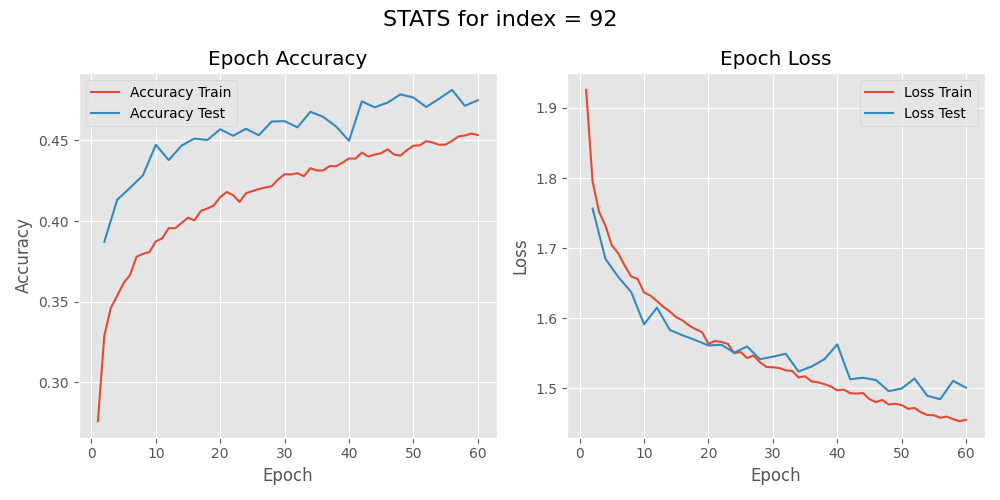 STATS for index = 92
Epoch Accuracy
Accuracy Train
Accuracy Test
0.45
0.40
0.35
0.30
Accuracy
0 10 20 30 40 50 60
Epoch
Epoch Loss
Loss Train
Loss Test
1.9
1.8
1.7
1.6
1.5
Loss
0 10 20 30 40 50 60
Epoch